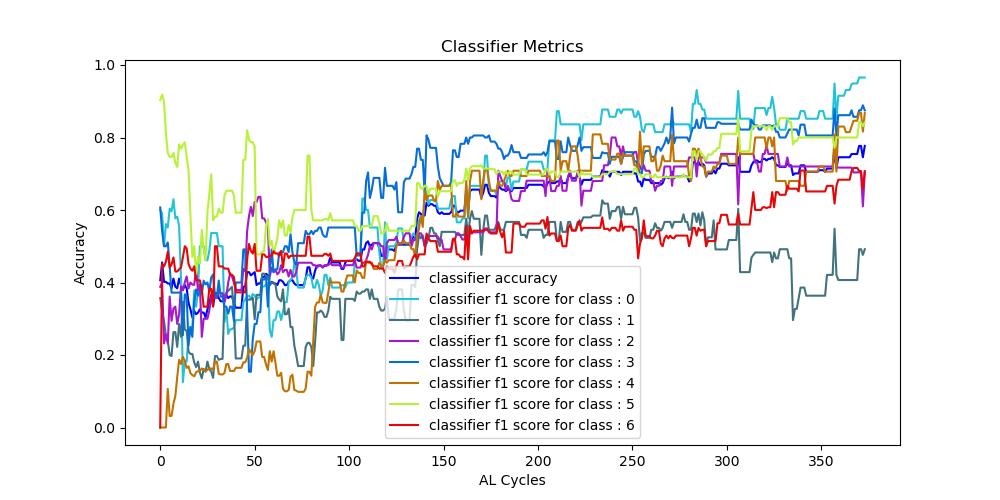 Classifier Metrics
Accuracy
1.0
0.8
0.6
0.4
0.2
0.0
classifier accuracy
classifier f1 score for class : 0
classifier f1 score for class : 1
classifier f1 score for class : 2
classifier f1 score for class : 3
classifier f1 score for class : 4
classifier f1 score for class : 5
classifier f1 score for class : 6
0 50 100 150 200 250 300 350
AL Cycles